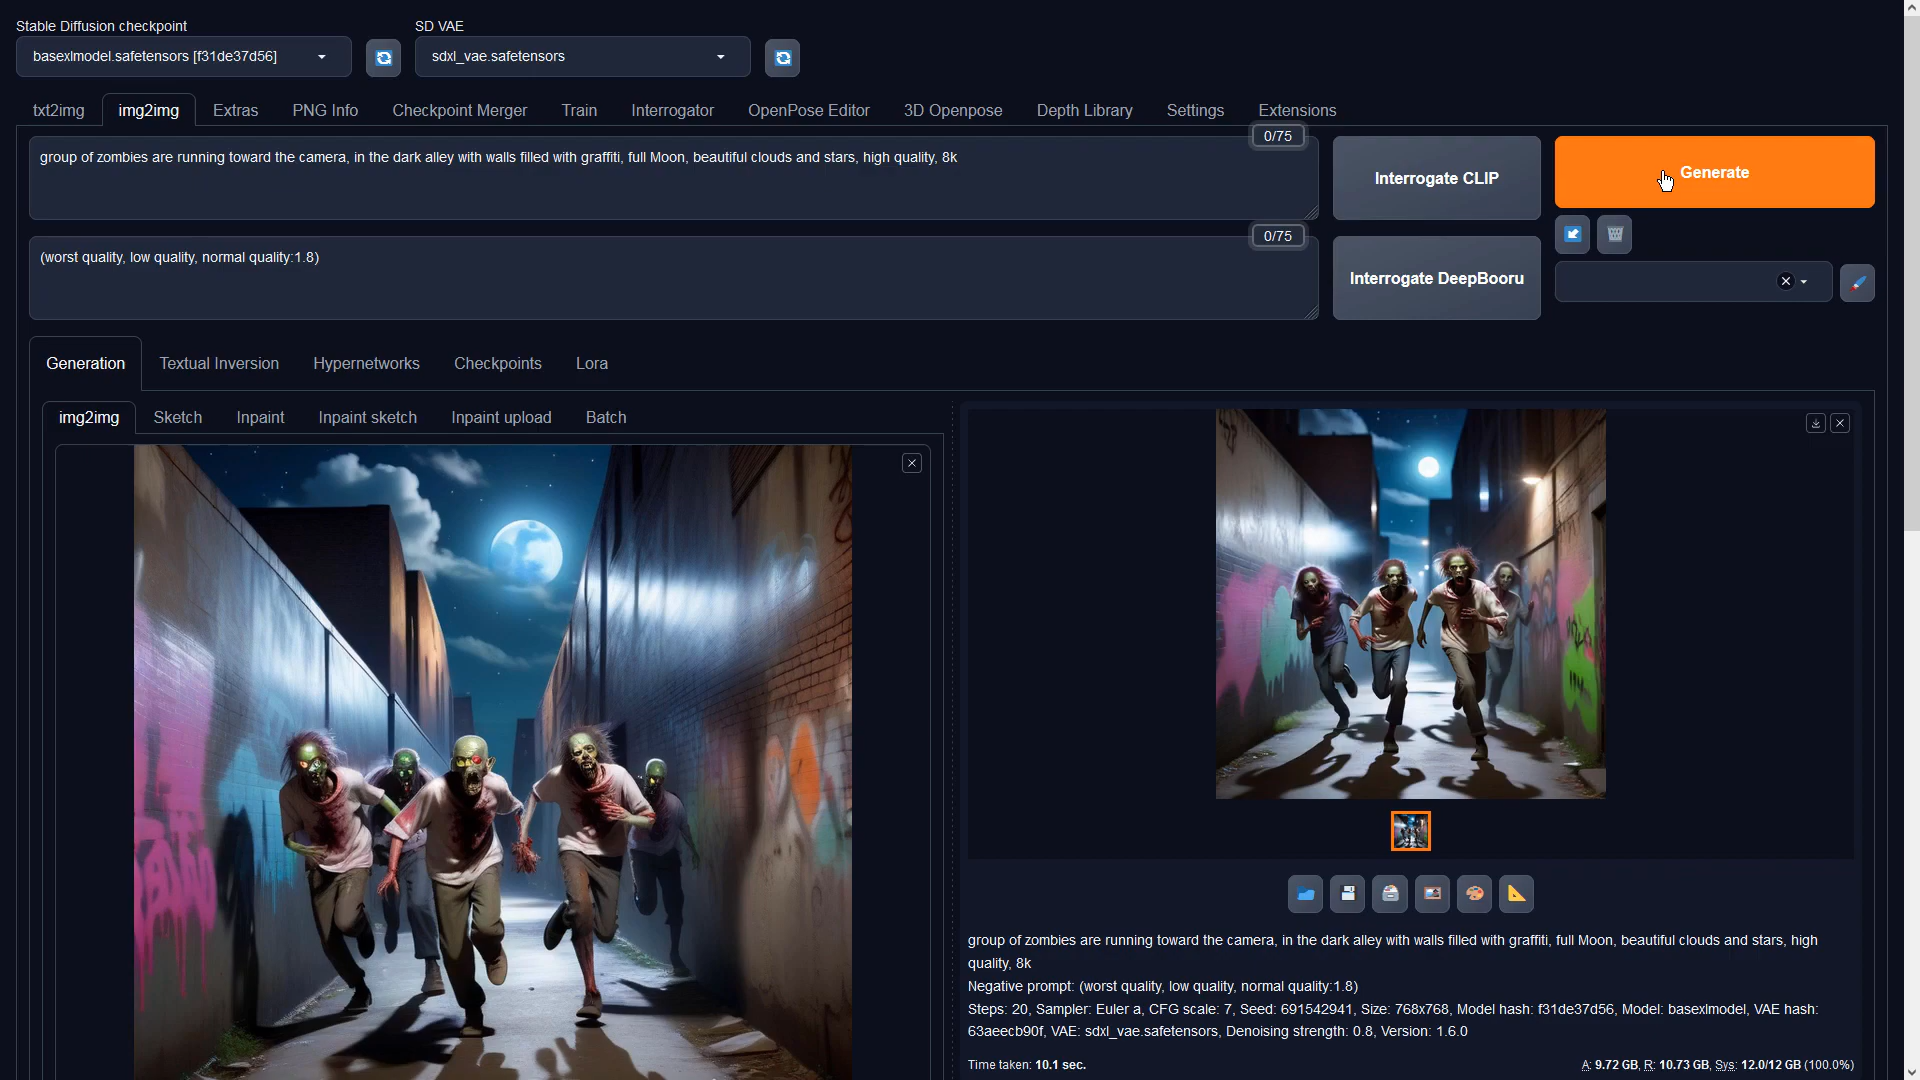 Stable Diffusion checkpoint
SD VAE
basexlmodel.safetensors [f31de37d56]
sdxl_vae.safetensors
txt2img
img2img
Extras
PNG Info
Checkpoint Merger
Train
Interrogator
OpenPose Editor
3D Openpose
Depth Library
Settings
Extensions
0/75
group of zombies are running toward the camera, in the dark alley with walls filled with graffiti, full Moon, beautiful clouds and stars, high quality, 8k
Interrogate CLIP
Generate
0/75
(worst quality, low quality, normal quality:1.8)
Interrogate DeepBooru
Generation
Textual Inversion
Hypernetworks
Checkpoints
Lora
img2img
Sketch
Inpaint
Inpaint sketch
Inpaint upload
Batch
group of zombies are running toward the camera, in the dark alley with walls filled with graffiti, full Moon, beautiful clouds and stars, high
quality, 8k
Negative prompt: (worst quality, low quality, normal quality:1.8)
Steps: 20, Sampler: Euler a, CFG scale: 7, Seed: 691542941, Size: 768x768, Model hash: f31de37d56, Model: basexlmodel, VAE hash:
63aeecb90f, VAE: sdxl_vae.safetensors, Denoising strength: 0.8, Version: 1.6.0
Time taken: 10.1 sec.
A: 9.72 GB, R: 10.73 GB, Sys: 12.0/12 GB (100.0%)